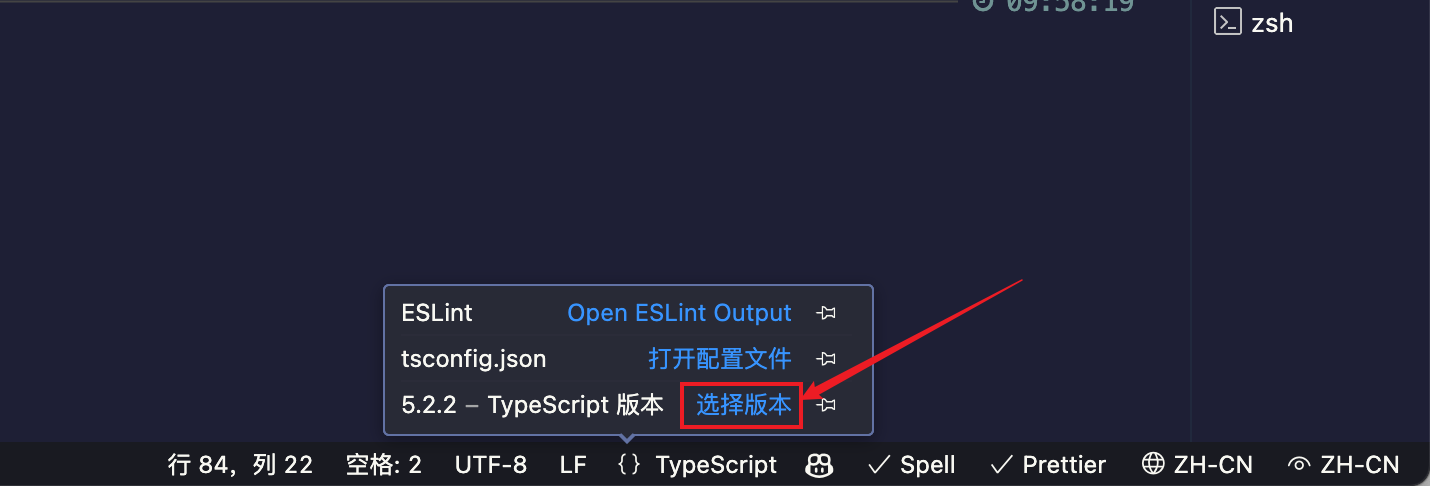 09:58:19
zsh
ESLint Open ESLint Output
tsconfig.json 打开配置文件
5.2.2 – TypeScript 版本 选择版本
行 84，列 22 空格: 2 UTF-8 LF {} TypeScript Spell Prettier ZH-CN ZH-CN